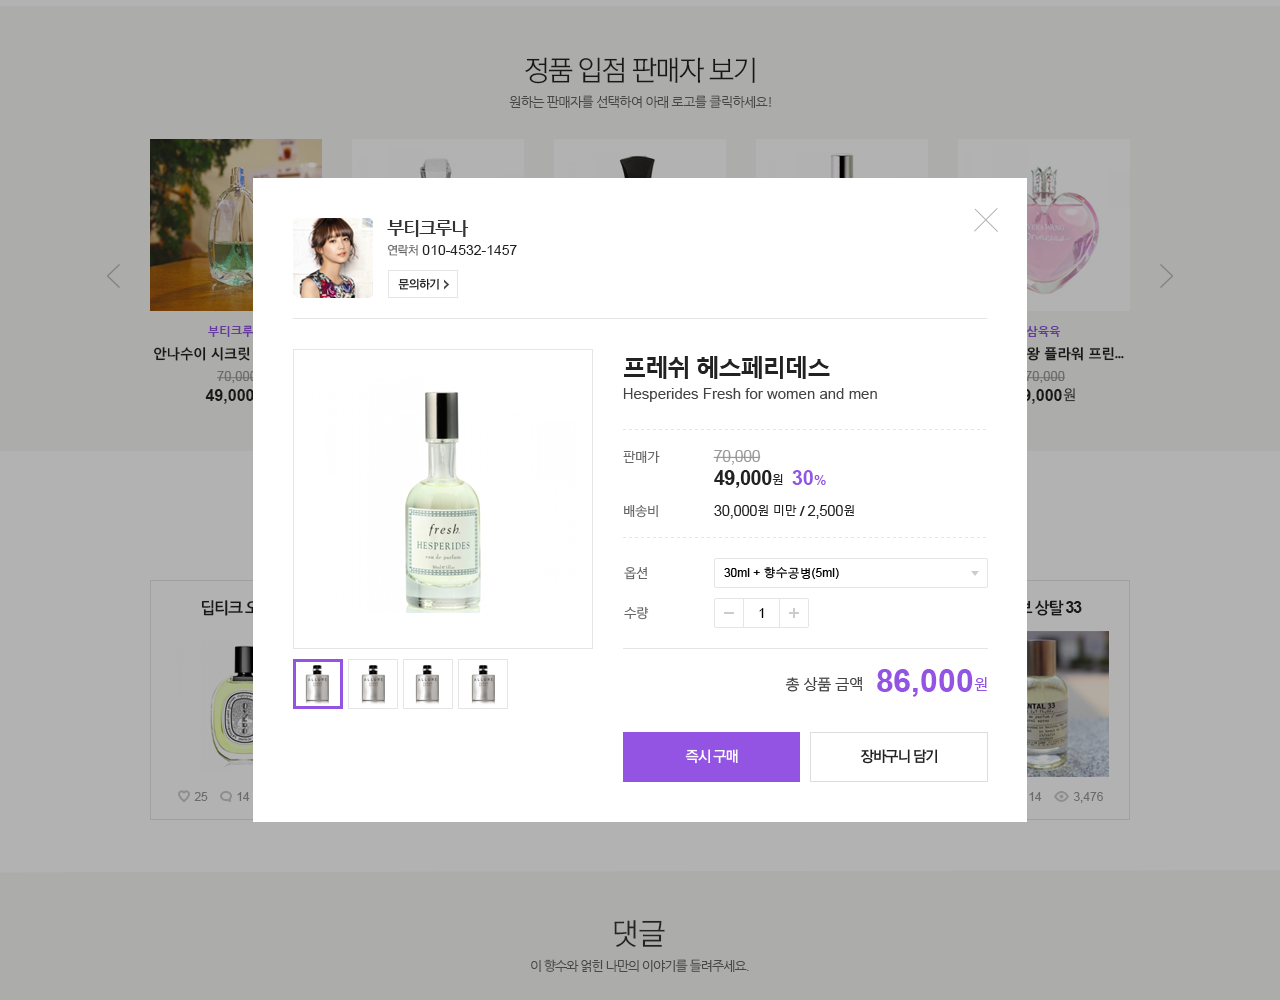 정품 입점 판매자 보기
원하는 판매자를 선택하여 아래 로고를 클릭하세요!
부티크루
안나수이 시크릿
70,000
49,000
삼육육
왕 플라워 프린...
70,000
9,000원
부티크루나
연락처 010-4532-1457
문의하기
fresh.
HESPERIDES
프레쉬 헤스페리데스
Hesperides Fresh for women and men
판매가
70,000
49,000원 30%
배송비
30,000원 미만 / 2,500원
옵션
30ml + 향수공병(5ml)
수량
1
총 상품 금액 86,000원
즉시 구매
장바구니 담기
ALLURE
ALLURE
ALLURE
ALLURE
딥티크 오
25
14
상탈 33
NTAL 33
14
3,476
댓글
이 향수와 얽힌 나만의 이야기를 들려주세요.